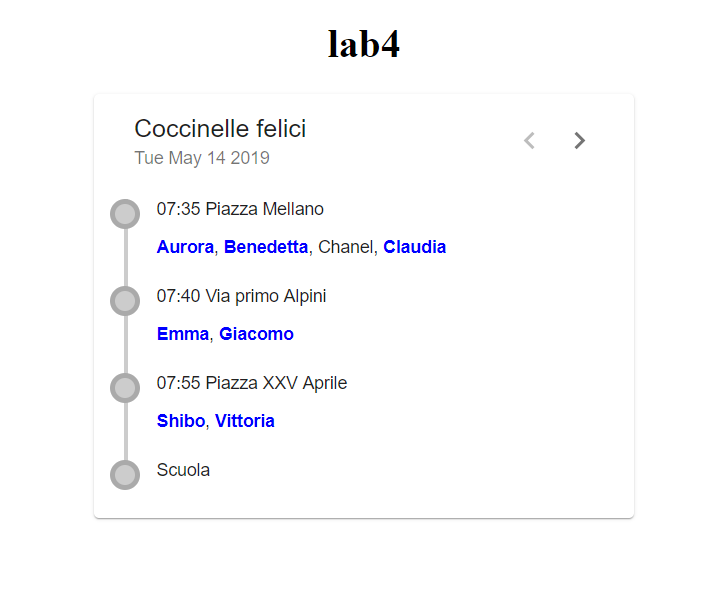 lab4
Coccinelle felici
Tue May 14 2019
07:35 Piazza Mellano
Aurora, Benedetta, Chanel, Claudia
07:40 Via primo Alpini
Emma, Giacomo
07:55 Piazza XXV Aprile
Shibo, Vittoria
Scuola